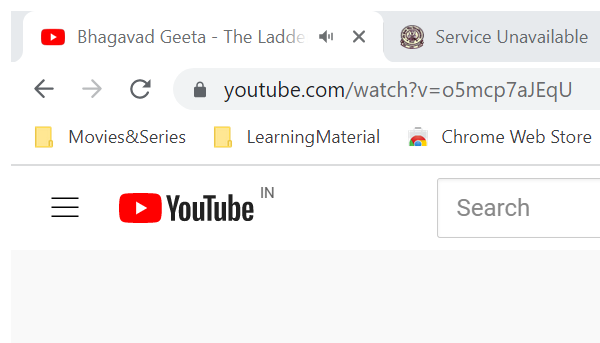 Bhagavad Geeta - The Ladde Service Unavailable
youtube.com/watch?v=o5mcp7aJEqU
Movies&Series LearningMaterial Chrome Web Store
YouTube IN Search